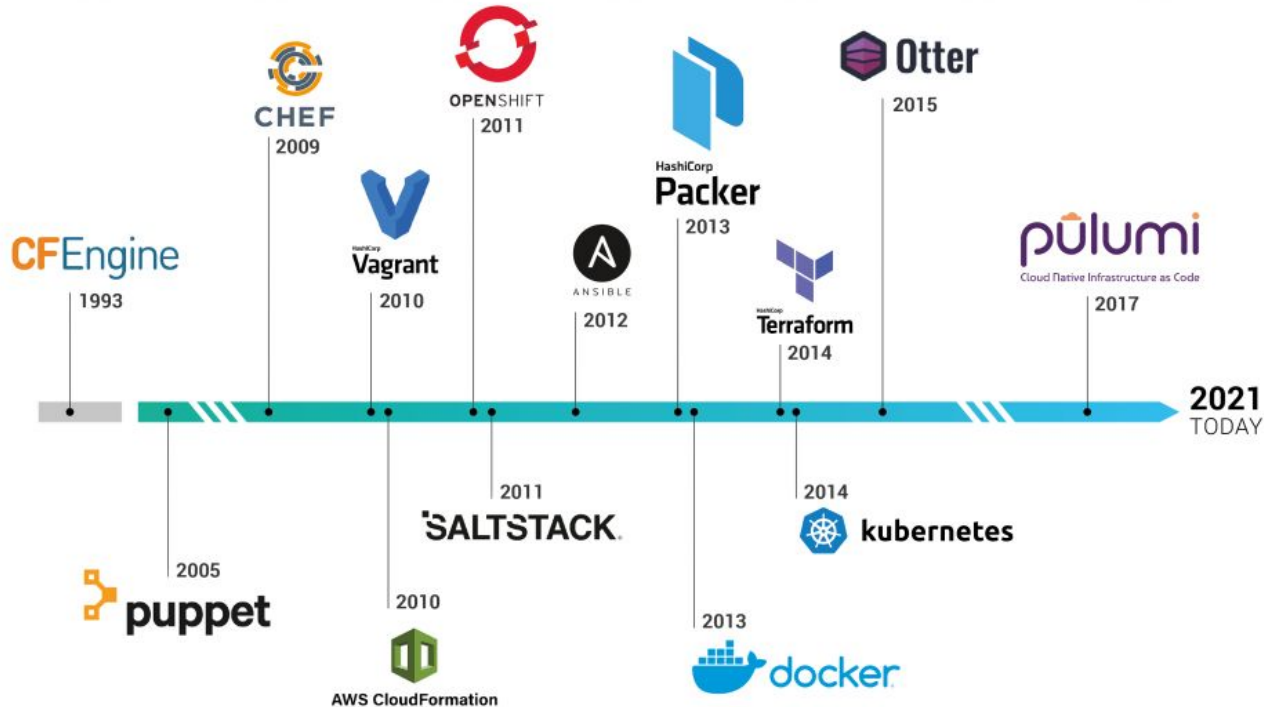 CFEngine
1993
puppet
2005
CHEF
2009
HashiCorp
Vagrant
2010
AWS CloudFormation
2010
OPENSHIFT
2011
SALTSTACK
2011
ANSIBLE
2012
HashiCorp
Packer
2013
docker
2013
HashiCorp
Terraform
2014
kubernetes
2014
Otter
2015
pulumi
Cloud Native Infrastructure as Code
2017
2021
TODAY